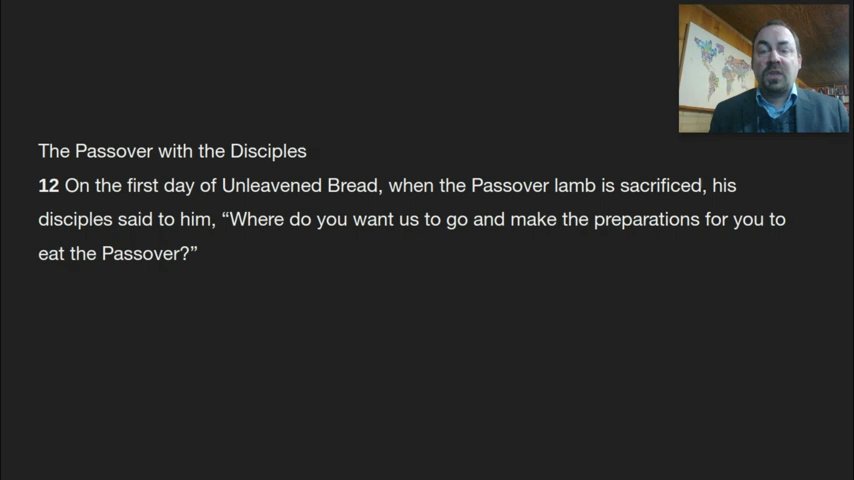 The Passover with the Disciples
12 On the first day of Unleavened Bread, when the Passover lamb is sacrificed, his
disciples said to him, “Where do you want us to go and make the preparations for you to
eat the Passover?”